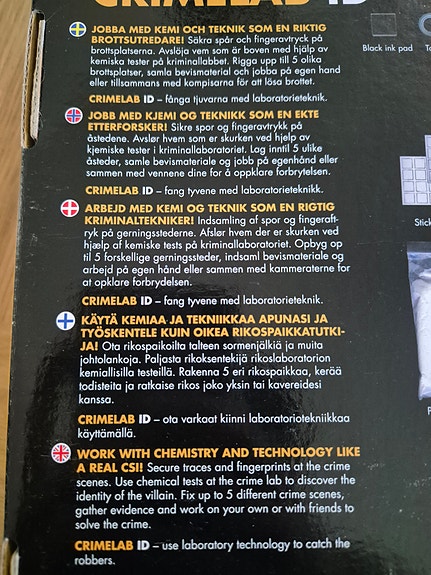 CRIMELAB ID
JOBBA MED KEMI OCH TEKNIK SOM EN RIKTIG
BROTTSUTREDARE! Säkra spår och fingeravtryck på
brottsplatserna. Avslöja vem som är boven med hjälp av
kemiska tester på kriminallabbet. Rigga upp till 5 olika
brottsplatser, samla bevismaterial och jobba på egen hand
eller tillsammans med kompisarna för att lösa brottet.
CRIMELAB ID – fånga tjuvarna med laboratorieteknik.
JOBB MED KJEMI OG TEKNIKK SOM EN EKTE
ETTERFORSKER! Sikre spor og fingeravtrykk på
åstedene. Avslør hvem som er skurken ved hjelp av
kjemiske tester i kriminallaboratoriet. Lag inntil 5 ulike
åsteder, samle bevismateriale og jobb på egenhånd eller
sammen med vennene dine for å oppklare forbrytelsen.
CRIMELAB ID – fang tyvene med laboratorieteknikk.
ARBEJD MED KEMI OG TEKNIK SOM EN RIGTIG
KRIMINALTEKNIKER! Indsamling af spor og fingeraft-
ryk på gerningsstederne. Afslør hvem der er skurken ved
hjælp af kemiske tests på kriminallaboratoriet. Opbyg op
til 5 forskellige gerningssteder, indsaml bevismateriale og
arbejd på egen hånd eller sammen med kammeraterne for
at opklare forbrydelsen.
CRIMELAB ID – fang tyvene med laboratorieteknik.
KÄYTÄ KEMIAA JA TEKNIIKKAA APUNASI JA
TYÖSKENTELE KUIN OIKEA RIKOSPAIKKATUTKI-
JA! Ota rikospaikoilta talteen sormenjälkiä ja muita
johtolankoja. Paljasta rikoksentekijä rikoslaboratorion
kemiallisilla testeillä. Rakenna 5 eri rikospaikkaa, kerää
todisteita ja ratkaise rikos joko yksin tai kavereidesi
kanssa.
CRIMELAB ID – ota varkaat kiinni laboratoriotekniikkaa
käyttämällä.
WORK WITH CHEMISTRY AND TECHNOLOGY LIKE
A REAL CSI! Secure traces and fingerprints at the crime
scenes. Use chemical tests at the crime lab to discover the
identity of the villain. Fix up to 5 different crime scenes,
gather evidence and work on your own or with friends to
solve the crime.
CRIMELAB ID – use laboratory technology to catch the
robbers.
Black ink pad
Stick